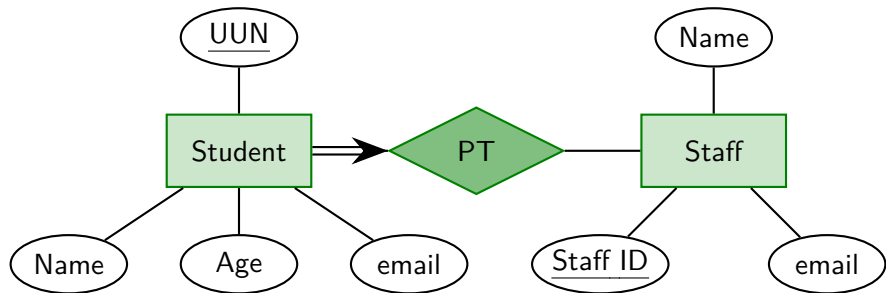 UUN
Name
Student
PT
Staff
Name
Age
email
Staff ID
email